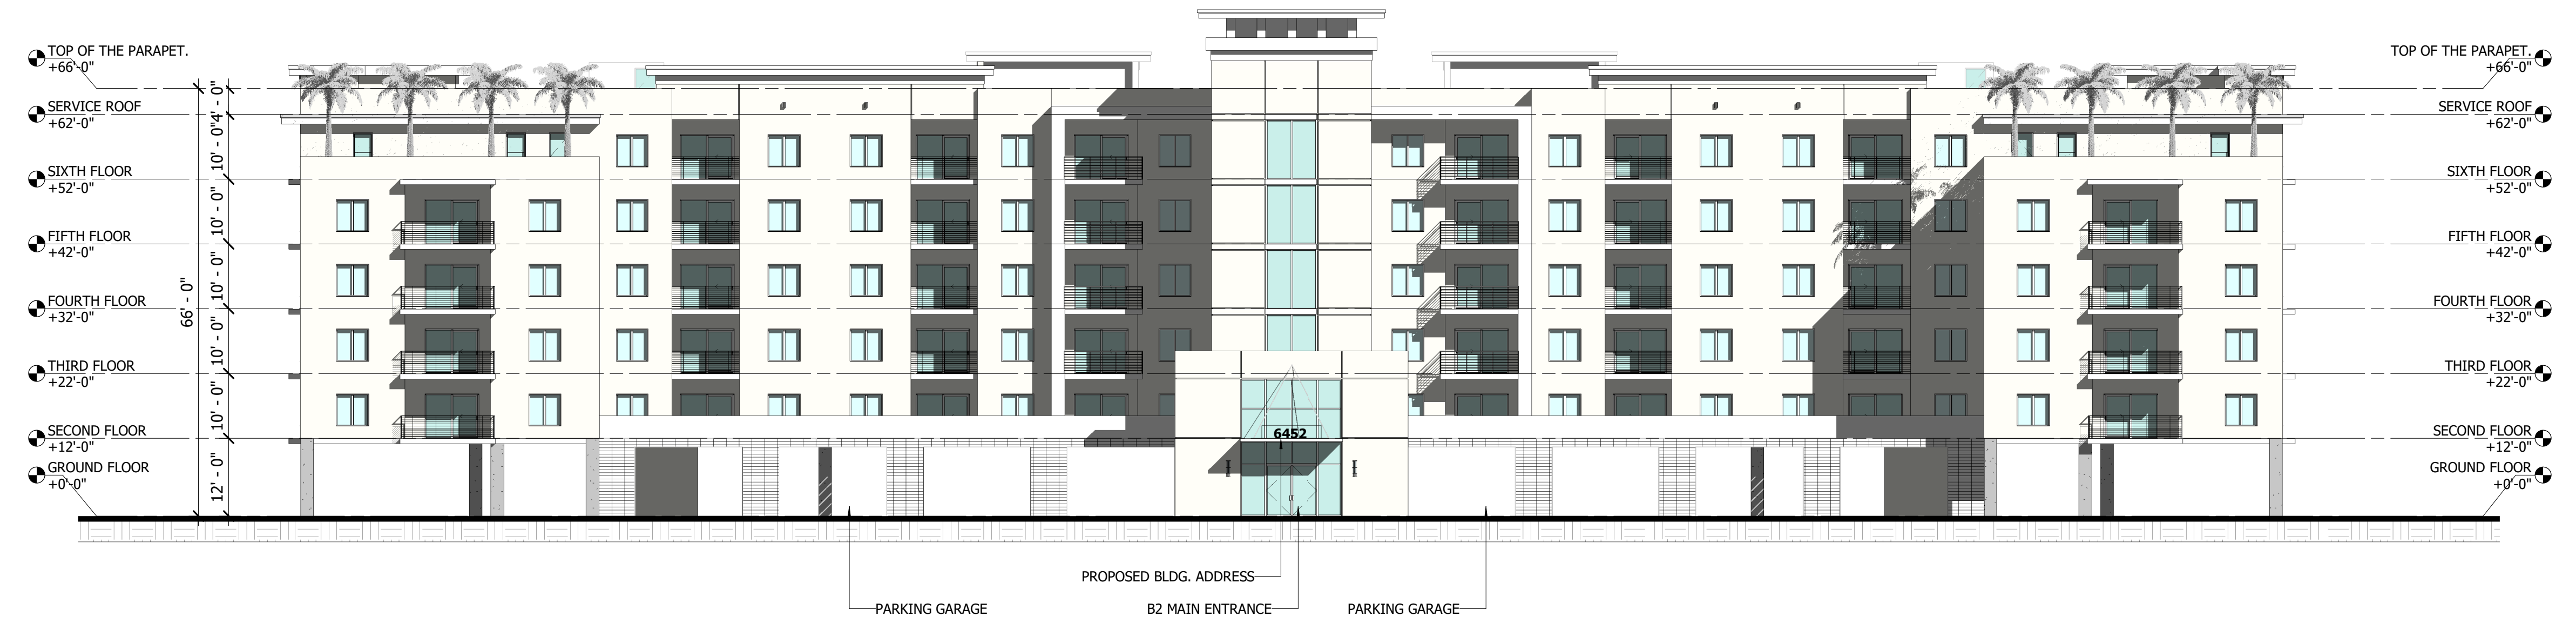 TOP OF THE PARAPET.
+66'-0"
SERVICE ROOF
+62'-0"
SIXTH FLOOR
+52'-0"
FIFTH FLOOR
+42'-0"
FOURTH FLOOR
+32'-0"
THIRD FLOOR
+22'-0"
SECOND FLOOR
+12'-0"
GROUND FLOOR
+0'-0"
66' - 0"
4' - 0"
10' - 0"
10' - 0"
10' - 0"
10' - 0"
10' - 0"
12' - 0"
6452
PROPOSED BLDG. ADDRESS
PARKING GARAGE
B2 MAIN ENTRANCE
PARKING GARAGE
TOP OF THE PARAPET.
+66'-0"
SERVICE ROOF
+62'-0"
SIXTH FLOOR
+52'-0"
FIFTH FLOOR
+42'-0"
FOURTH FLOOR
+32'-0"
THIRD FLOOR
+22'-0"
SECOND FLOOR
+12'-0"
GROUND FLOOR
+0'-0"